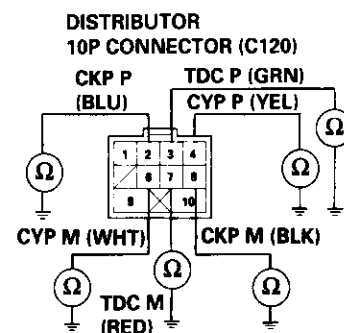 DISTRIBUTOR
10P CONNECTOR (C120)
CKP P
(BLU)
TDC P (GRN)
CYP P (YEL)
Ω
Ω
Ω
1 2 3 4
6 7 8
9 10
CYP M (WHT)
CKP M (BLK)
Ω
Ω
Ω
TDC M
(RED)